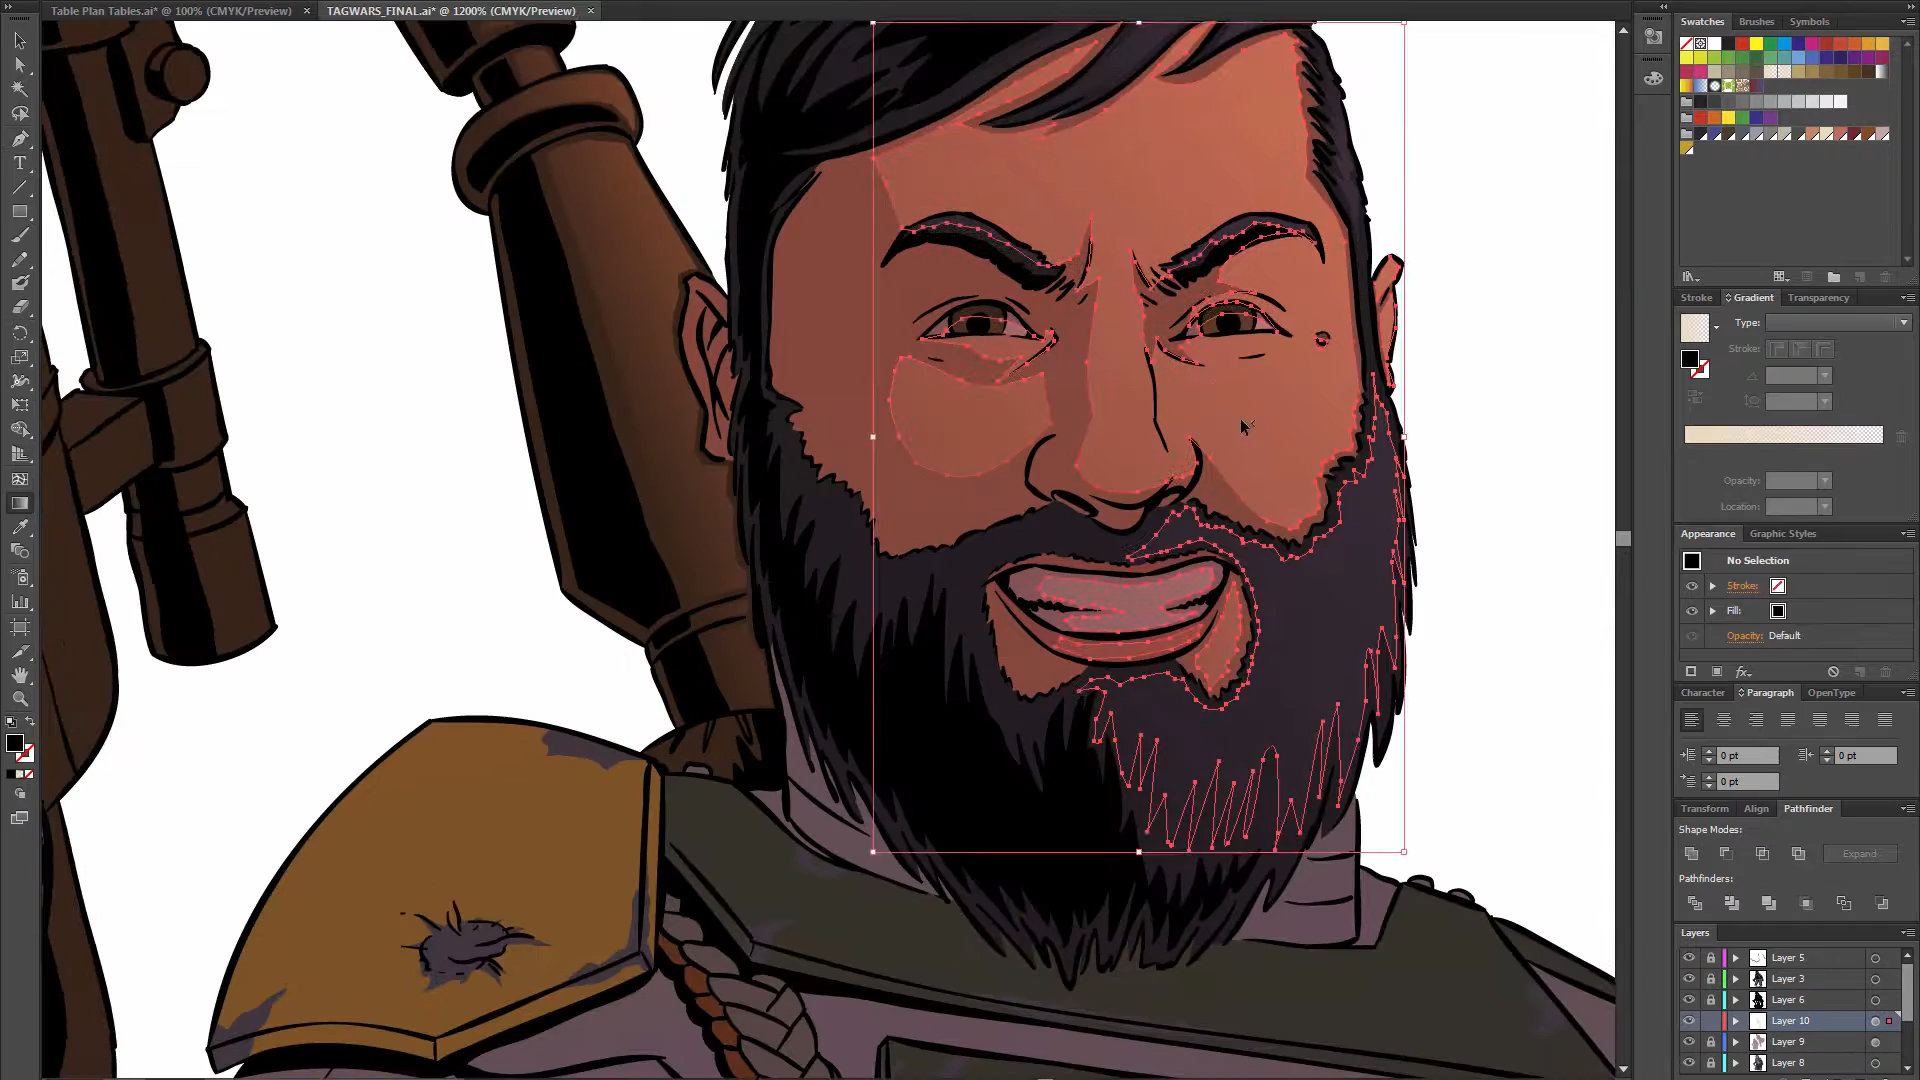 Table Plan Tables.ai* @ 100% (CMYK/Preview) ×
TAGWARS_FINAL.ai* @ 1200% (CMYK/Preview) ×
Swatches Brushes Symbols
Stroke Gradient Transparency
Type:
Stroke:
Opacity:
Location:
Appearance Graphic Styles
No Selection
Stroke:
Fill:
Opacity: Default
fx
Character Paragraph OpenType
0 pt 0 pt
0 pt
Transform Align Pathfinder
Shape Modes:
Expand
Pathfinders:
Layers
Layer 5
Layer 3
Layer 6
Layer 10
Layer 9
Layer 8